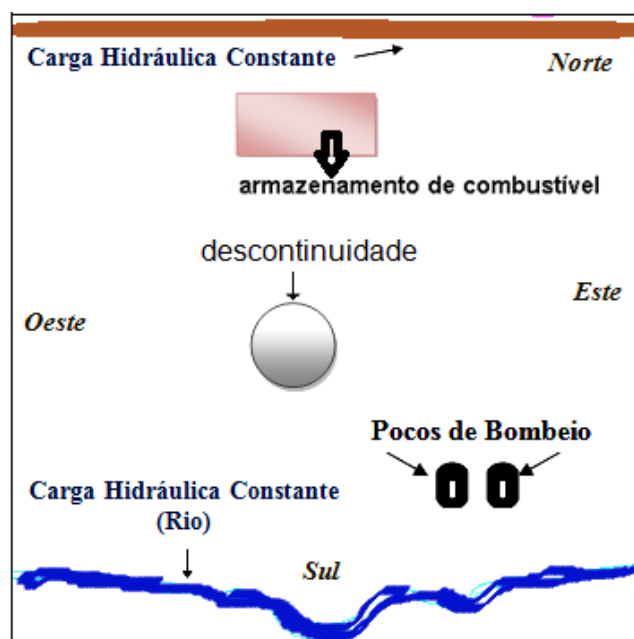 Carga Hidráulica Constante
Norte
armazenamento de combustível
descontinuidade
Oeste
Este
Pocos de Bombeio
Carga Hidráulica Constante
(Rio)
Sul